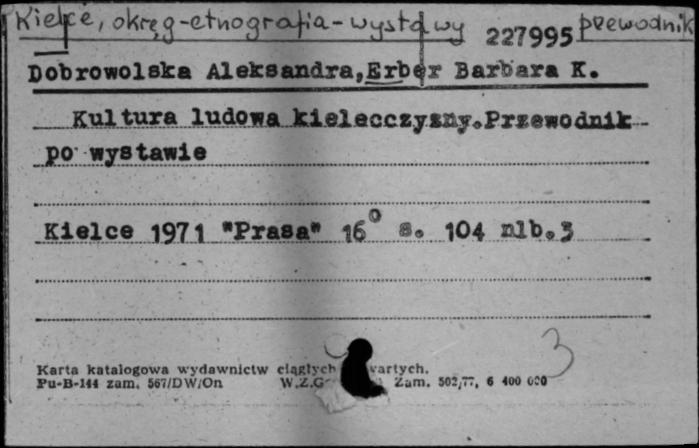 Kielce, okręg-etnografia-wystawy 227995 przewodnik
Dobrowolska Aleksandra, Erber Barbara K.
Kultura ludowa kielecczyzny.Przewodnik
po wystawie
Kielce 1971 "Prasa" 16° s. 104 nlb.3
3
Karta katalogowa wydawnictw ciągłych wartych.
Pu-B-144 zam. 567/DW/On W.Z.G Zam. 502/77, 6 400 000